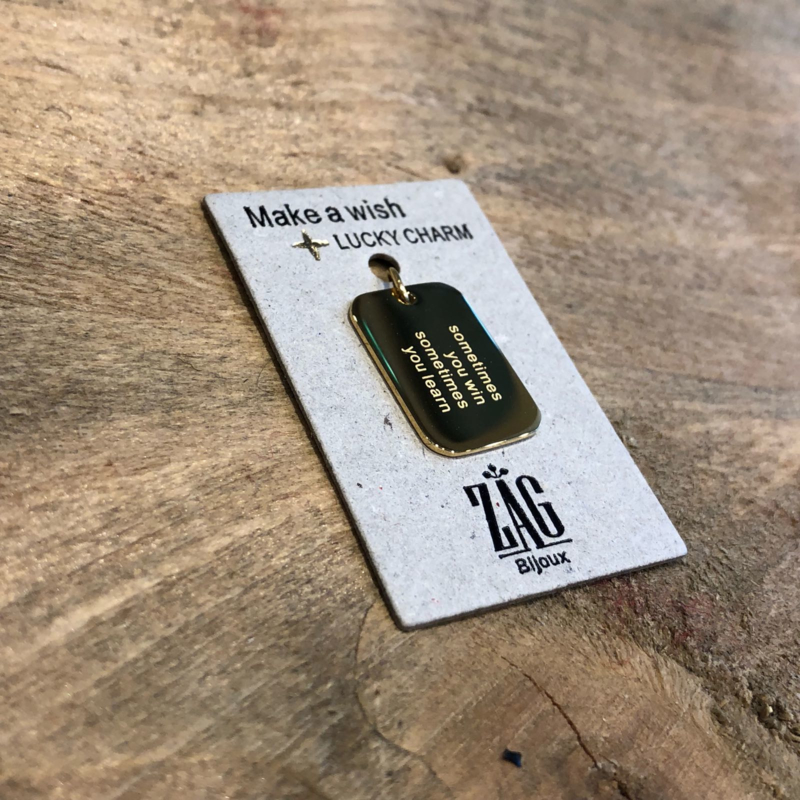 Make a wish
LUCKY CHARM
sometimes
you win
sometimes
you learn
ZAG
Bijoux